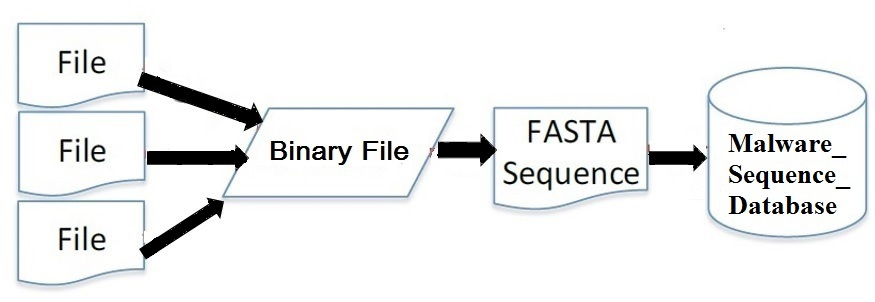 File
File
File
Binary File
FASTA
Sequence
Malware_
Sequence_
Database